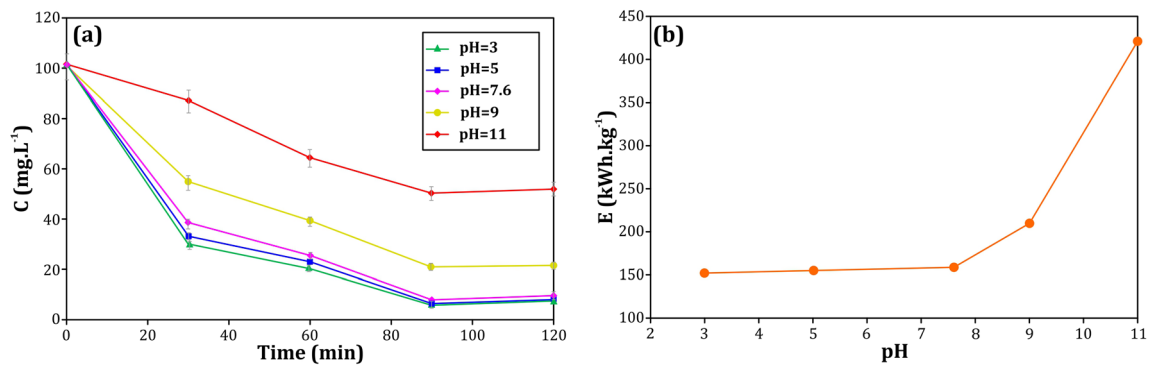 (a)
120
100
80
60
40
20
0
C (mg.L⁻¹)
0 20 40 60 80 100 120
Time (min)
pH=3
pH=5
pH=7.6
pH=9
pH=11
(b)
450
400
350
300
250
200
150
100
E (kWh.kg⁻¹)
2 3 4 5 6 7 8 9 10 11
pH